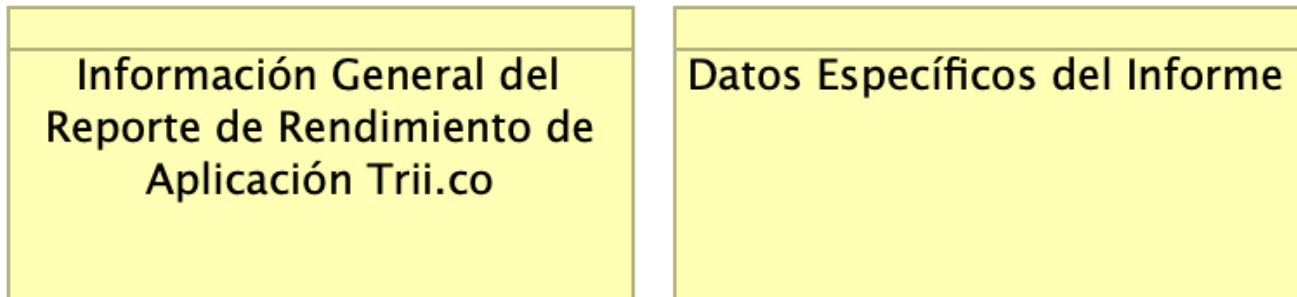 Información General del
Reporte de Rendimiento de
Aplicación Trii.co
Datos Específicos del Informe